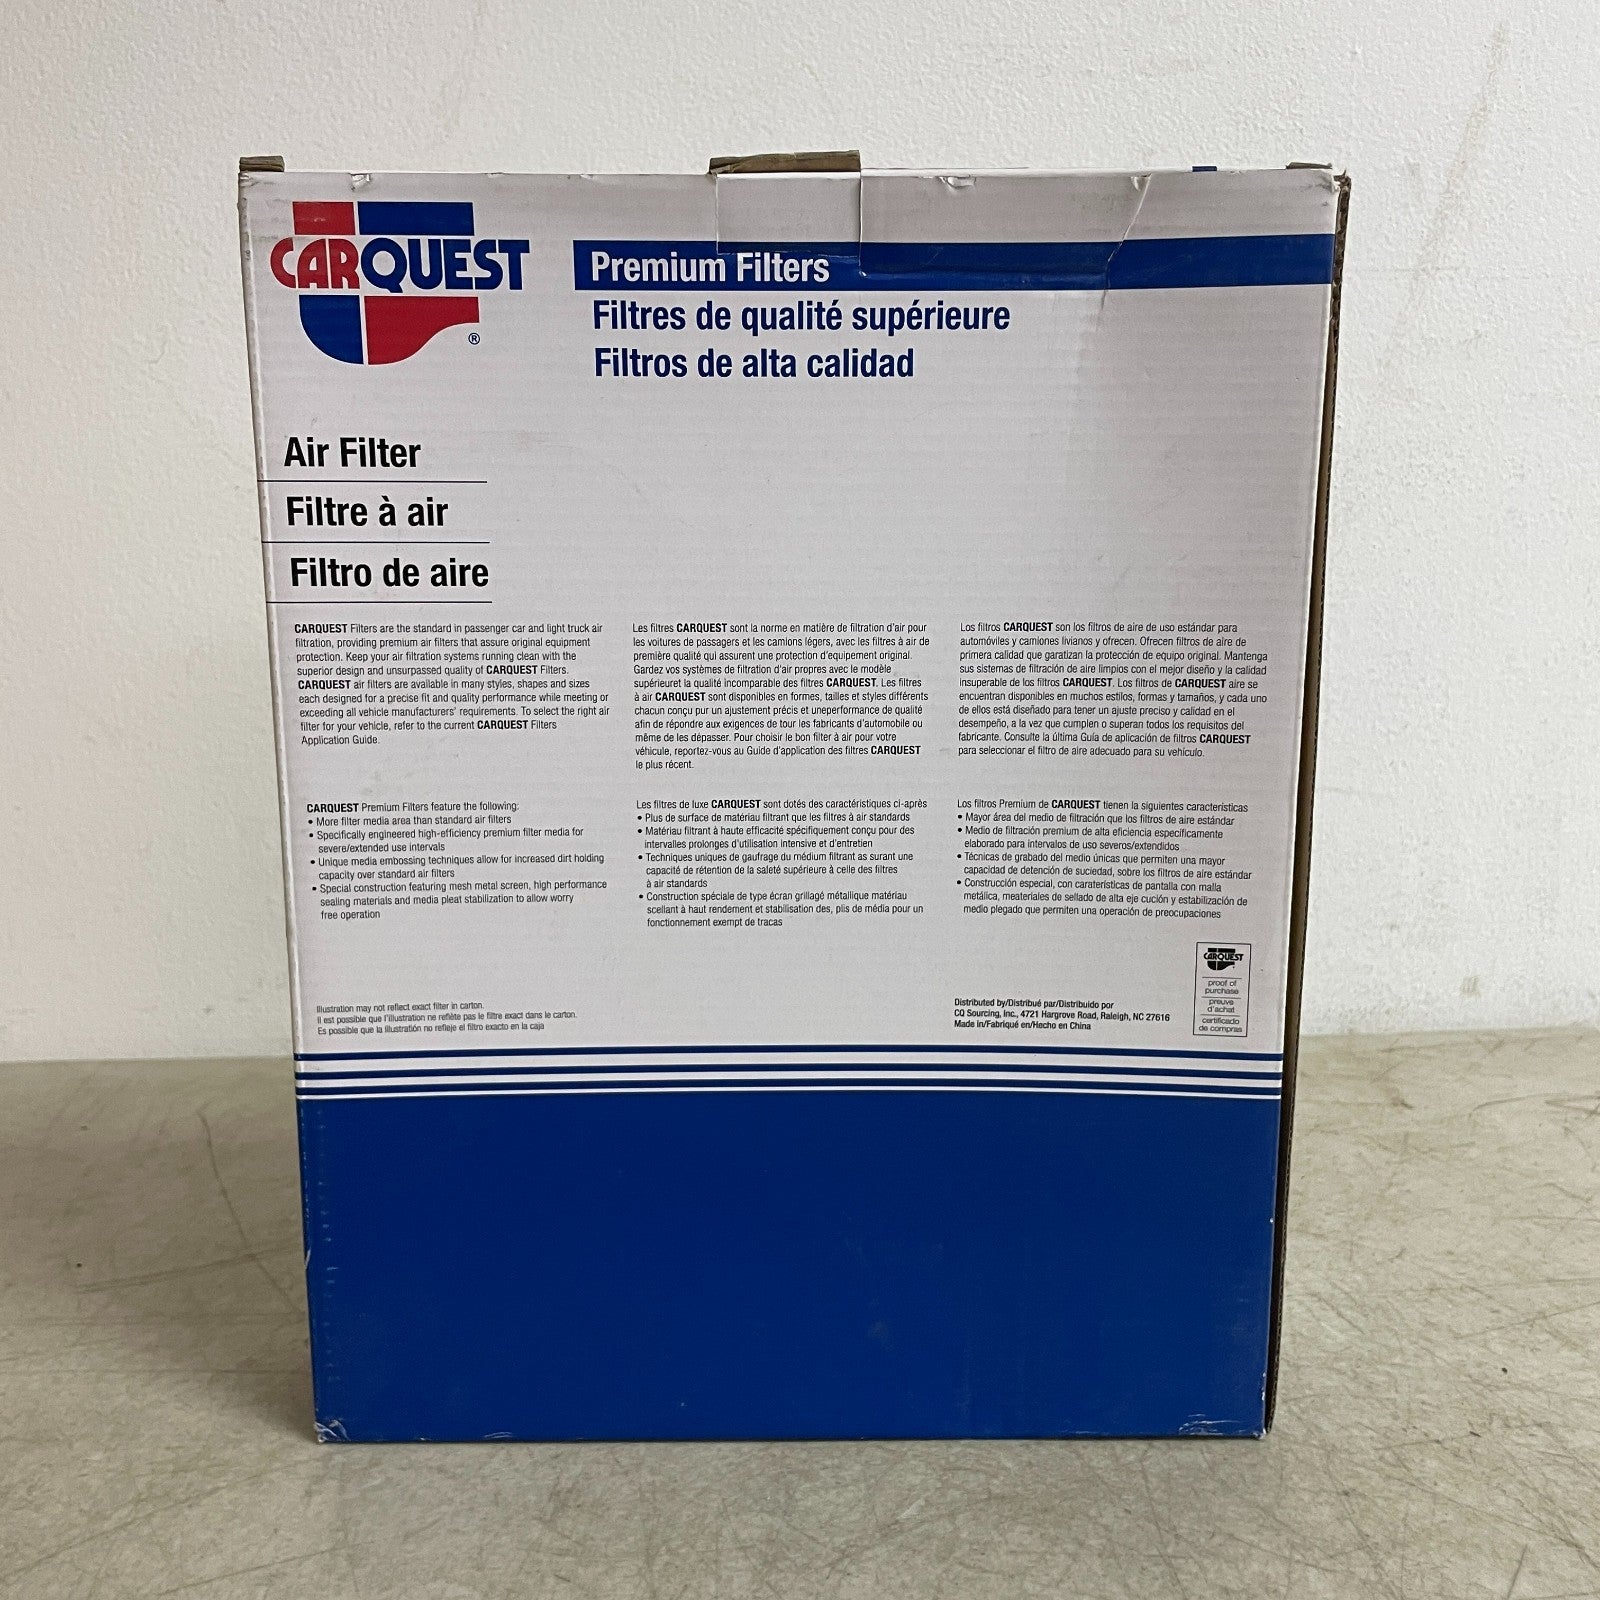 CARQUEST
®
Premium Filters
Filtres de qualité supérieure
Filtros de alta calidad
Air Filter
Filtre à air
Filtro de aire
CARQUEST Filters are the standard in passenger car and light truck air
filtration, providing premium air filters that assure original equipment
protection. Keep your air filtration systems running clean with the
superior design and unsurpassed quality of CARQUEST Filters.
CARQUEST air filters are available in many styles, shapes and sizes
each designed for a precise fit and quality performance while meeting or
exceeding all vehicle manufacturers' requirements. To select the right air
filter for your vehicle, refer to the current CARQUEST Filters
Application Guide.
Les filtres CARQUEST sont la norme en matière de filtration d'air pour
les voitures de passagers et les camions légers, avec les filtres à air de
première qualité qui assurent une protection d'equipement original.
Gardez vos systèmes de filtration d'air propres avec le modèle
supérieuret la qualité incomparable des filtres CARQUEST. Les filtres
à air CARQUEST sont disponibles en formes, tailles et styles différents
chacun conçu pur un ajustement précis et uneperformance de qualité
afin de répondre aux exigences de tour les fabricants d'automobile ou
même de les dépasser. Pour choisir le bon filter à air pour votre
véhicule, reportez-vous au Guide d'application des filtres CARQUEST
le plus récent.
Los filtros CARQUEST son los filtros de aire de uso estándar para
automóviles y camiones livianos y ofrecen. Ofrecen filtros de aire de
primera calidad que garatizan la protección de equipo original. Mantenga
sus sistemas de filtración de aire limpios con el mejor diseño y la calidad
insuperable de los filtros CARQUEST. Los filtros de CARQUEST aire se
encuentran disponibles en muchos estilos, formas y tamaños, y cada uno
de ellos está diseñado para tener un ajuste preciso y calidad en el
desempeño, a la vez que cumplen o superan todos los requisitos del
fabricante. Consulte la última Guía de aplicación de filtros CARQUEST
para seleccionar el filtro de aire adecuado para su vehículo.
CARQUEST Premium Filters feature the following:
• More filter media area than standard air filters
• Specifically engineered high-efficiency premium filter media for
severe/extended use intervals
• Unique media embossing techniques allow for increased dirt holding
capacity over standard air filters
• Special construction featuring mesh metal screen, high performance
sealing materials and media pleat stabilization to allow worry
free operation
Les filtres de luxe CARQUEST sont dotés des caractéristiques ci-après
• Plus de surface de matériau filtrant que les filtres à air standards
• Matériau filtrant à haute efficacité spécifiquement conçu pour des
intervalles prolonges d'utilisation intensive et d'entretien
• Techniques uniques de gaufrage du médium filtrant as surant une
capacité de rétention de la saleté superieure à celle des filtres
à air standards
• Construction spéciale de type écran grillagé métallique matériau
scellant à haut rendement et stabilisation des, plis de média pour un
fonctionnement exempt de tracas
Los filtros Premium de CARQUEST tienen la siguientes características
• Mayor área del medio de filtración que los filtros de aire estándar
• Medio de filtración premium de alta eficiencia específicamente
elaborado para intervalos de uso severos/extendidos
• Técnicas de grabado del medio únicas que permiten una mayor
capacidad de detención de suciedad, sobre los filtros de aire estándar
• Construcción especial, con caraterísticas de pantalla con malla
metálica, meateriales de sellado de alta eje cución y estabilización de
medio plegado que permiten una operación de preocupaciones
CARQUEST
proof of
purchase
preuve
d'achat
certificado
de compras
Illustration may not reflect exact filter in carton.
Il est possible que l'illustration ne reflète pas le filtre exact dans le carton.
Es possible que la illustratión no refleje el filtro exacto en la caja
Distributed by/Distribué par/Distribuido por
CQ Sourcing, Inc., 4721 Hargrove Road, Raleigh, NC 27616
Made in/Fabriqué en/Hecho en China